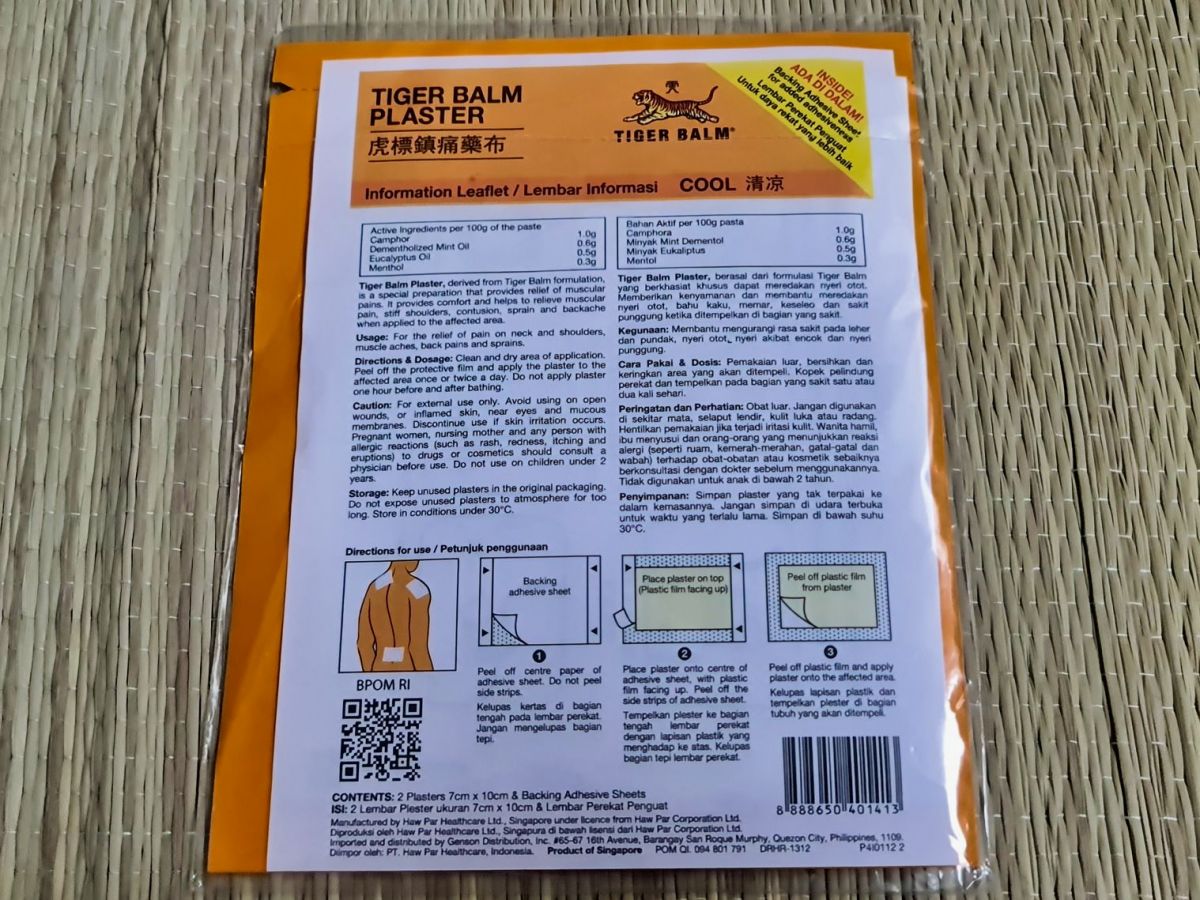 TIGER BALM
PLASTER
虎標鎮痛藥布
TIGER BALM®
INSIDE!
ADA DI DALAM!
Backing Adhesive Sheet
for added adhesiveness
Lembar Perekat Penguat
Untuk daya rekat yang lebih baik
Information Leaflet / Lembar Informasi COOL 清凉
Active Ingredients per 100g of the paste
Camphor 1.0g
Dementholized Mint Oil 0.6g
Eucalyptus Oil 0.5g
Menthol 0.3g
Tiger Balm Plaster, derived from Tiger Balm formulation,
is a special preparation that provides relief of muscular
pains. It provides comfort and helps to relieve muscular
pain, stiff shoulders, contusion, sprain and backache
when applied to the affected area.
Usage: For the relief of pain on neck and shoulders,
muscle aches, back pains and sprains.
Directions & Dosage: Clean and dry area of application.
Peel off the protective film and apply the plaster to the
affected area once or twice a day. Do not apply plaster
one hour before and after bathing.
Caution: For external use only. Avoid using on open
wounds, or inflamed skin, near eyes and mucous
membranes. Discontinue use if skin irritation occurs.
Pregnant women, nursing mother and any person with
allergic reactions (such as rash, redness, itching and
eruptions) to drugs or cosmetics should consult a
physician before use. Do not use on children under 2
years.
Storage: Keep unused plasters in the original packaging.
Do not expose unused plasters to atmosphere for too
long. Store in conditions under 30°C.
Bahan Aktif per 100g pasta
Camphora 1.0g
Minyak Mint Dementol 0.6g
Minyak Eukaliptus 0.5g
Mentol 0.3g
Tiger Balm Plaster, berasal dari formulasi Tiger Balm
yang berkhasiat khusus dapat meredakan nyeri otot.
Memberikan kenyamanan dan membantu meredakan
nyeri otot, bahu kaku, memar, keseleo dan sakit
punggung ketika ditempelkan di bagian yang sakit.
Kegunaan: Membantu mengurangi rasa sakit pada leher
dan pundak, nyeri otot, nyeri akibat encok dan nyeri
punggung.
Cara Pakai & Dosis: Pemakaian luar, bersihkan dan
keringkan area yang akan ditempeli. Kopek pelindung
perekat dan tempelkan pada bagian yang sakit satu atau
dua kali sehari.
Peringatan dan Perhatian: Obat luar. Jangan digunakan
di sekitar mata, selaput lendir, kulit luka atau radang.
Hentilkan pemakaian jika terjadi iritasi kulit. Wanita hamil,
ibu menyusui dan orang-orang yang menunjukkan reaksi
alergi (seperti ruam, kemerah-merahan, gatal-gatal dan
wabah) terhadap obat-obatan atau kosmetik sebaiknya
berkonsultasi dengan dokter sebelum menggunakannya.
Tidak digunakan untuk anak di bawah 2 tahun.
Penyimpanan: Simpan plaster yang tak terpakai ke
dalam kemasannya. Jangan simpan di udara terbuka
untuk waktu yang terlalu lama. Simpan di bawah suhu
30°C.
Directions for use / Petunjuk penggunaan
Backing
adhesive sheet
1
Peel off centre paper of
adhesive sheet. Do not peel
side strips.
Kelupas kertas di bagian
tengah pada lembar perekat.
Jangan mengelupas bagian
tepi.
Place plaster on top
(Plastic film facing up)
2
Place plaster onto centre of
adhesive sheet, with plastic
film facing up. Peel off the
side strips of adhesive sheet.
Tempelkan plester ke bagian
tengah lembar perekat
dengan lapisan plastik yang
menghadap ke atas. Kelupas
bagian tepi lembar perekat.
Peel off plastic film
from plaster
3
Peel off plastic film and apply
plaster onto the affected area.
Kelupas lapisan plastik dan
tempelkan plester di bagian
tubuh yang akan ditempeli.
BPOM RI
8 888650 401413
CONTENTS: 2 Plasters 7cm x 10cm & Backing Adhesive Sheets
ISI: 2 Lembar Plester ukuran 7cm x 10cm & Lembar Perekat Penguat
Manufactured by Haw Par Healthcare Ltd., Singapore under licence from Haw Par Corporation Ltd.
Diproduksi oleh Haw Par Healthcare Ltd., Singapura di bawah lisensi dari Haw Par Corporation Ltd.
Imported and distributed by Genson Distribution, Inc. #65-67 16th Avenue, Barangay San Roque Murphy, Quezon City, Philippines, 1109.
Diimpor oleh: PT. Haw Par Healthcare, Indonesia. Product of Singapore POM QI. 094 801 791 DRHR-1312 P4I0112 2